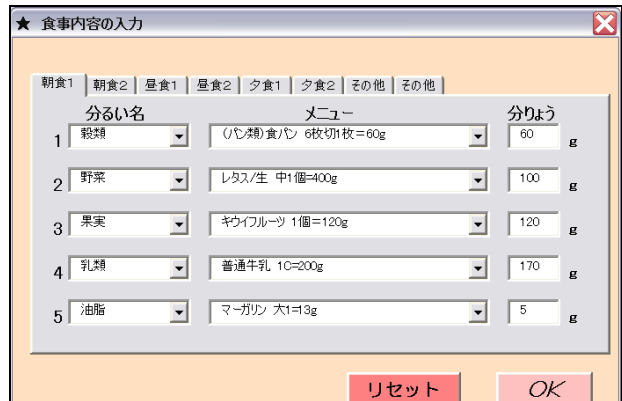 ★ 食事内容の入力
朝食1 朝食2 昼食1 昼食2 夕食1 夕食2 その他 その他
分るい名 メニュー 分りょう
1 穀類 (パン類)食パン 6枚切1枚=60g 60 g
2 野菜 レタス/生 中1個=400g 100 g
3 果実 キウイフルーツ 1個=120g 120 g
4 乳類 普通牛乳 1C=200g 170 g
5 油脂 マーガリン 大1=13g 5 g
リセット OK